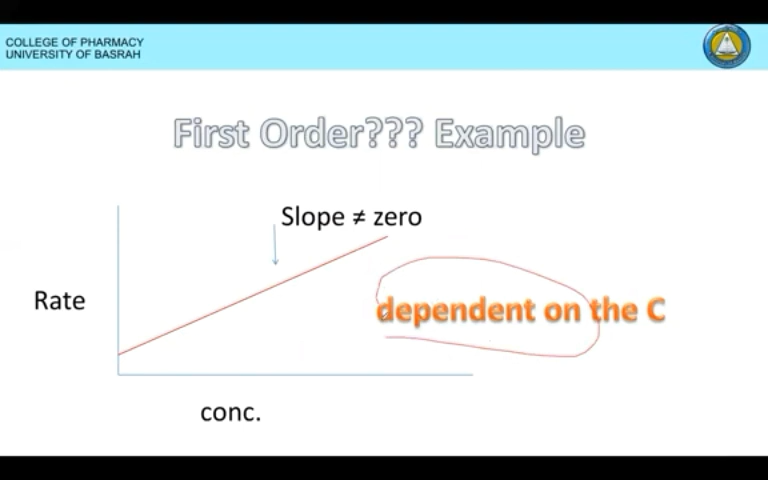 COLLEGE OF PHARMACY
UNIVERSITY OF BASRAH
First Order??? Example
Slope ≠ zero
Rate
dependent on the C
conc.